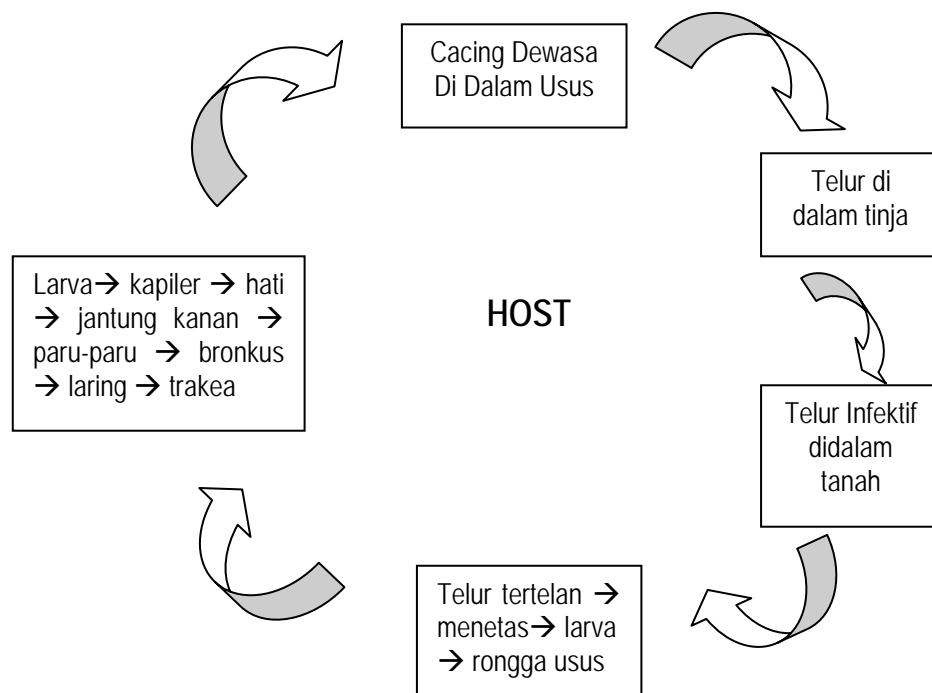 Cacing Dewasa
Di Dalam Usus
Telur di
dalam tinja
Larva→ kapiler → hati
→ jantung kanan →
paru-paru → bronkus
→ laring → trakea
HOST
Telur Infektif
didalam
tanah
Telur tertelan →
menetas→ larva
→ rongga usus